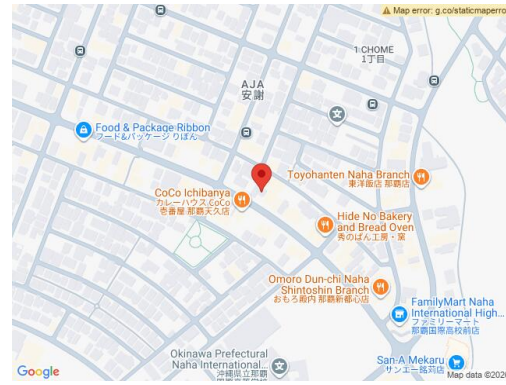 Map error: g.co/staticmaperro
1 CHOME
1丁目
AJA
安謝
Food & Package Ribbon
フード&パッケージ りぼん
Toyohanten Naha Branch
東洋飯店 那覇店
CoCo Ichibanya
カレーハウス CoCo
壱番屋 那覇天久店
Hide No Bakery
and Bread Oven
秀のぱん工房・窯
Omoro Dun-chi Naha
Shintoshin Branch
おもろ殿内 那覇新都心店
FamilyMart Naha
International High...
ファミリーマート
那覇国際高校前店
Okinawa Prefectural
Naha International...
沖縄県立那覇
San-A Mekaru
サンエー銘苅店
Google
Map data ©2026